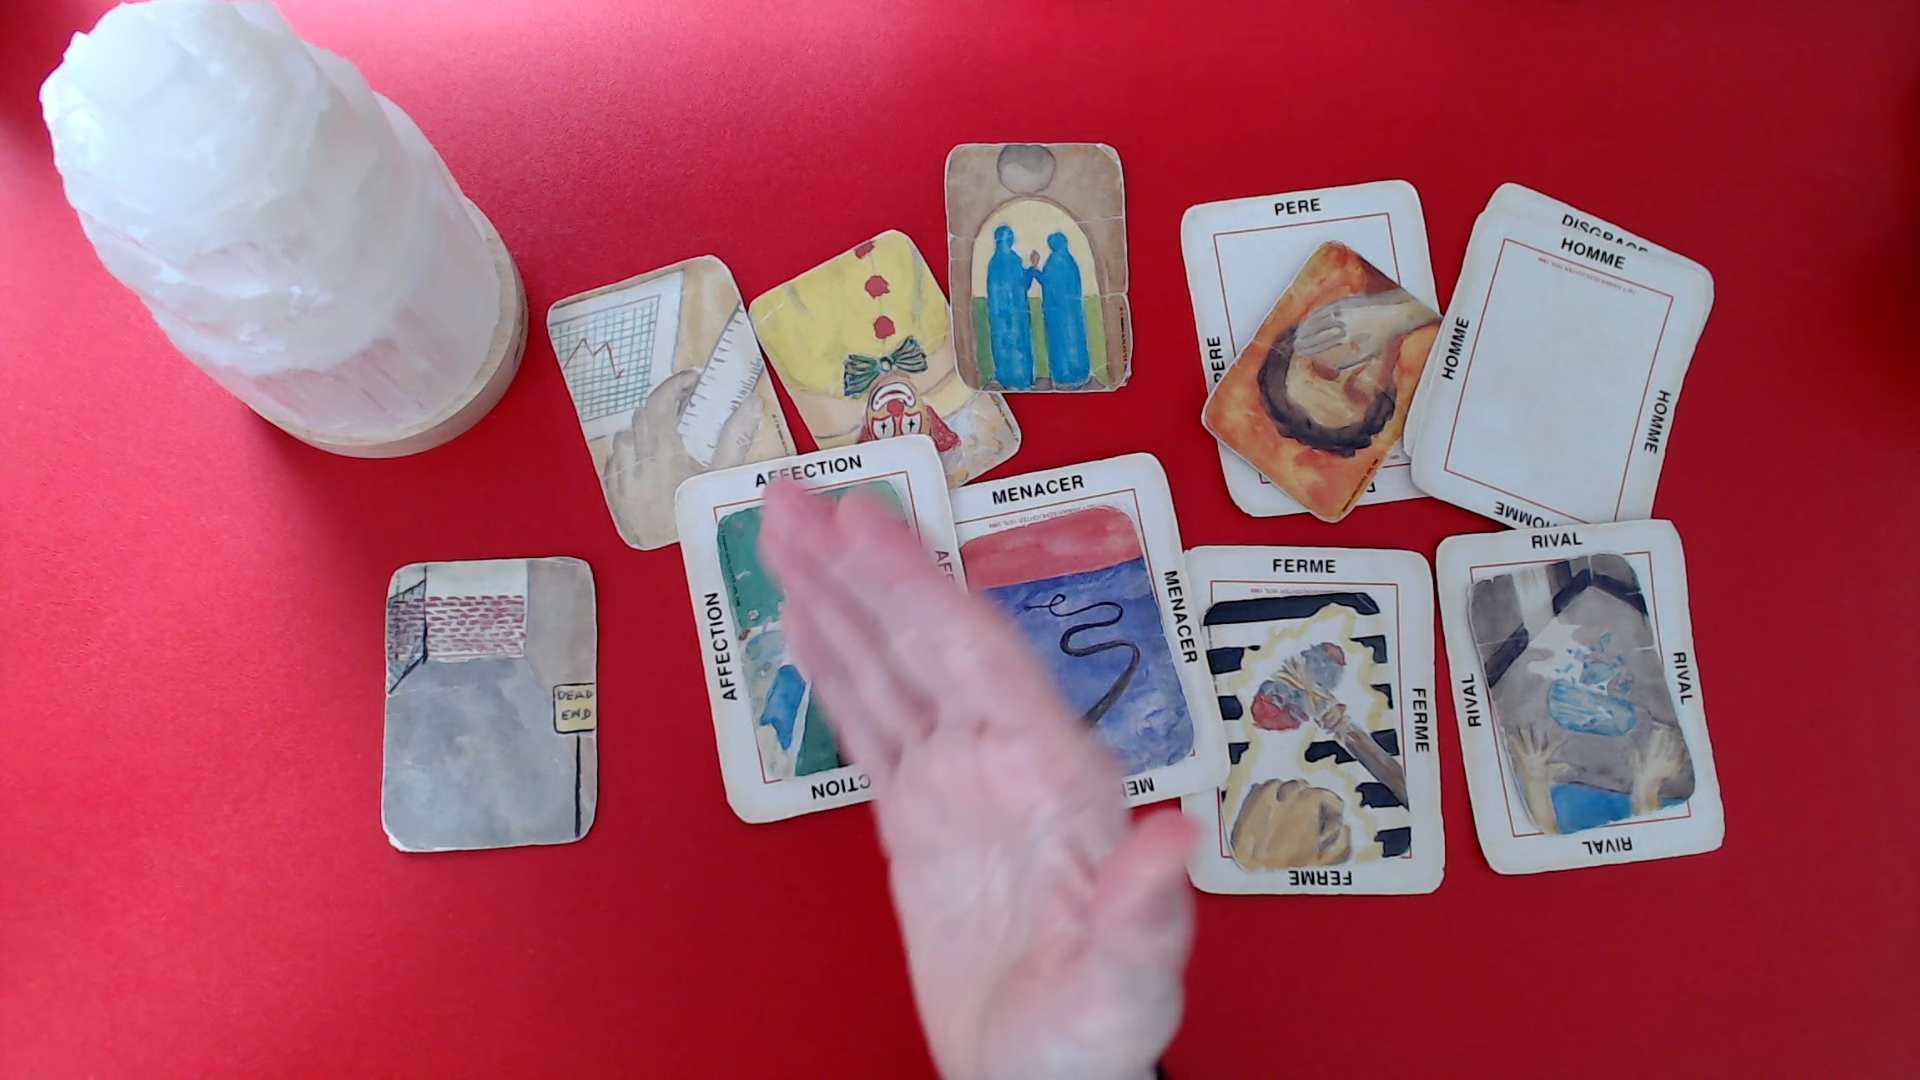 PERE
PERE
DISGRACE
HOMME
HOMME
HOMME
HOMME
AFFECTION
AFFECTION
MENACER
MENACER
FERME
FERME
FERME
RIVAL
RIVAL
RIVAL
RIVAL
DEAD
END